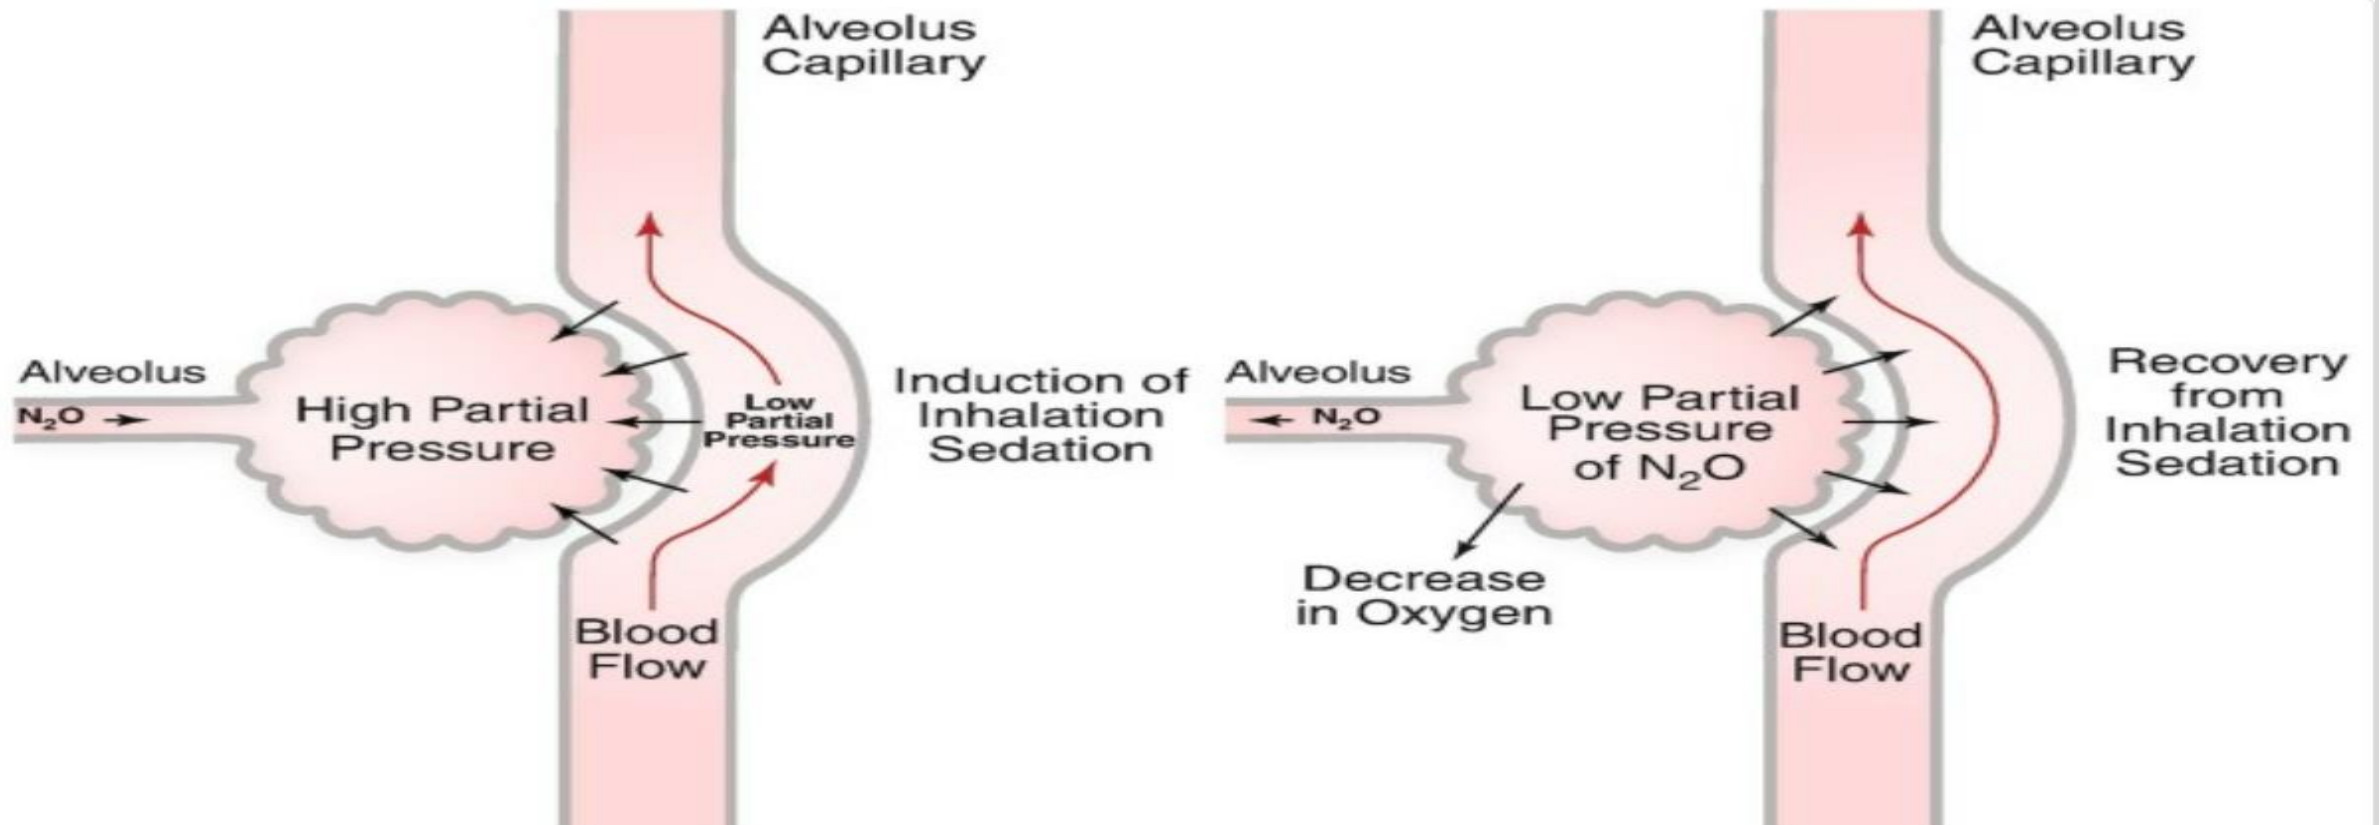 Alveolus
Capillary
Alveolus
N₂O
High Partial
Pressure
Low
Partial
Pressure
Induction of
Inhalation
Sedation
Blood
Flow
Alveolus
Capillary
Alveolus
N₂O
Low Partial
Pressure
of N₂O
Recovery
from
Inhalation
Sedation
Decrease
in Oxygen
Blood
Flow